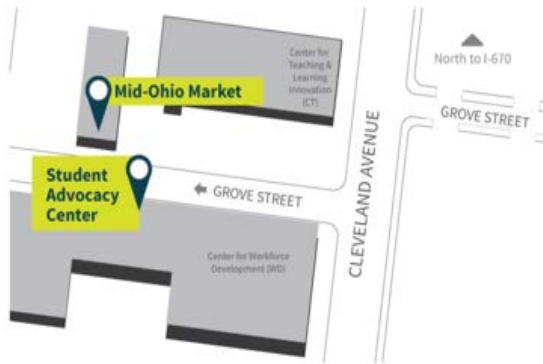 Center for
Teaching &
Learning
Innovation
(CT)
North to I-670
Mid-Ohio Market
GROVE STREET
Student
Advocacy
Center
GROVE STREET
CLEVELAND AVENUE
Center for Workforce
Development (WD)